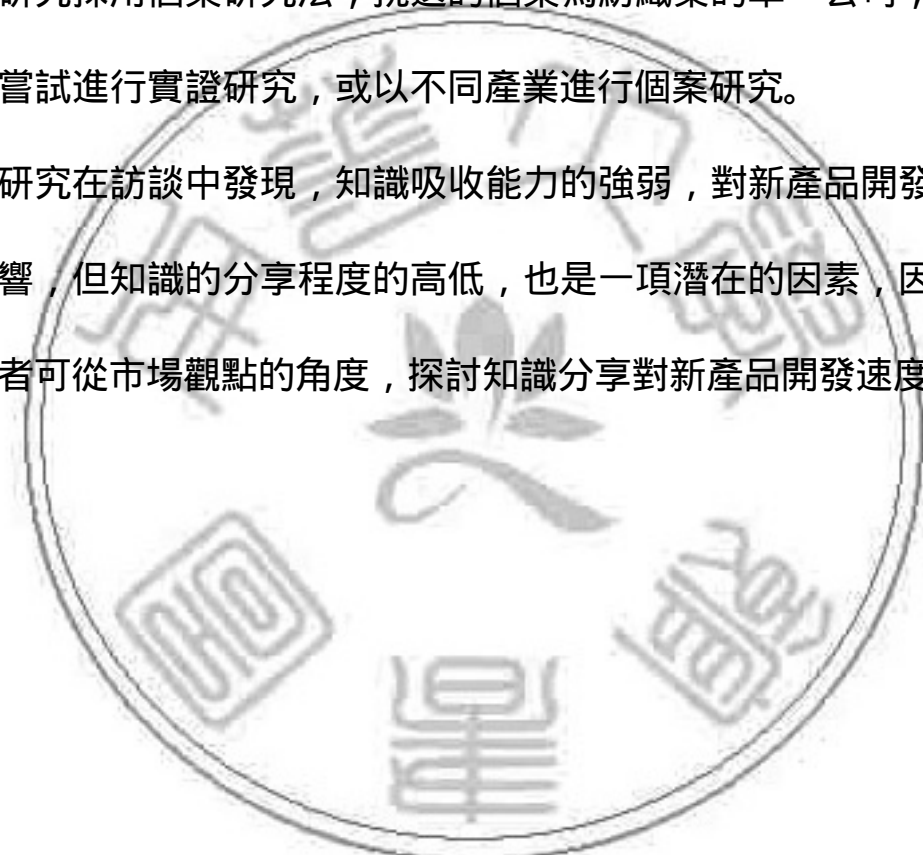 研究採用個案研究法，挑選的個案為紡織業的單一公司，
嘗試進行實證研究，或以不同產業進行個案研究。
研究在訪談中發現，知識吸收能力的強弱，對新產品開發
響，但知識的分享程度的高低，也是一項潛在的因素，因
者可從市場觀點的角度，探討知識分享對新產品開發速度